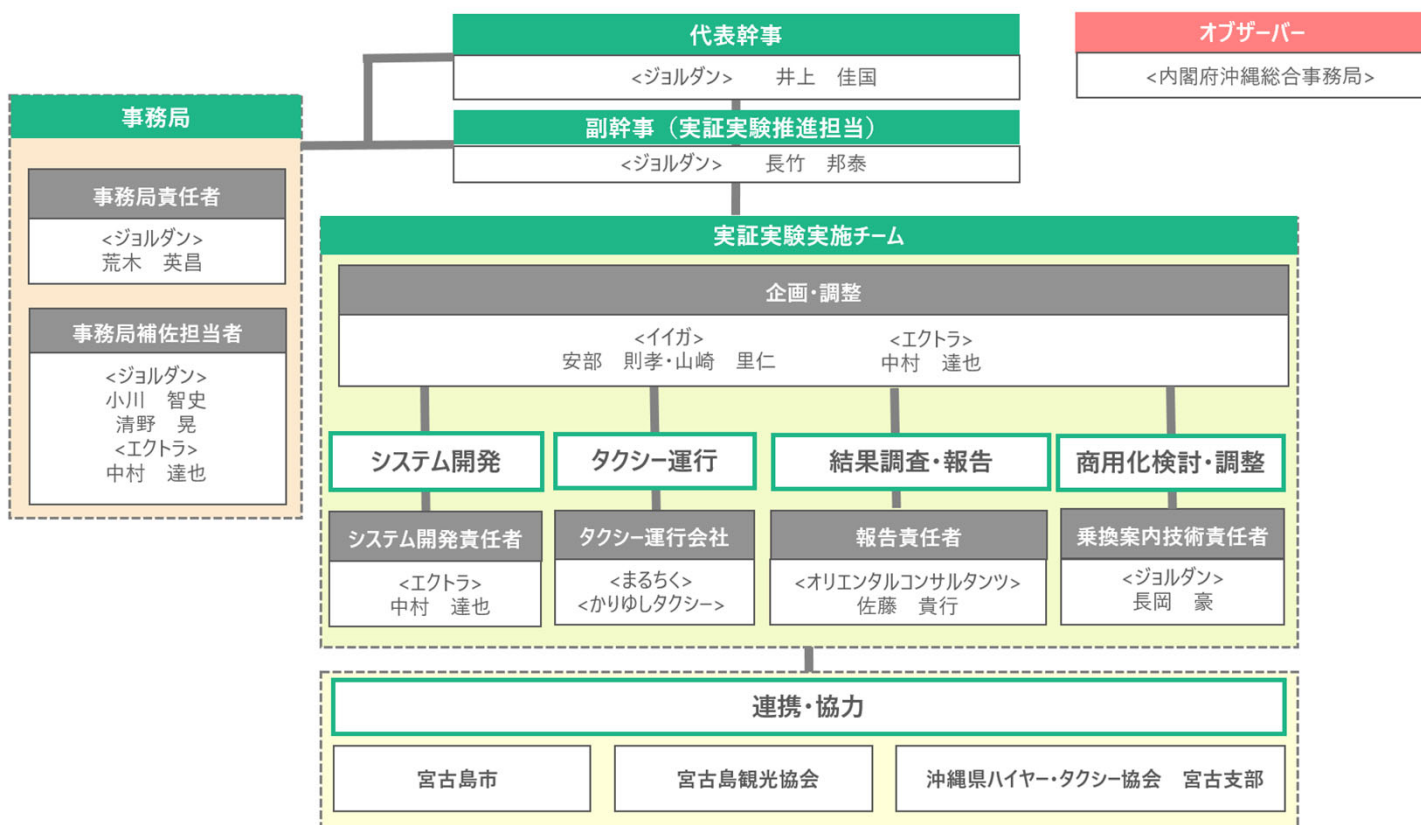 代表幹事
<ジョルダン>　井上　佳国
オブザーバー
<内閣府沖縄総合事務局>
副幹事（実証実験推進担当）
<ジョルダン>　長竹　邦泰
事務局
事務局責任者
<ジョルダン>
荒木　英昌
事務局補佐担当者
<ジョルダン>
小川　智史
清野　晃
<エクトラ>
中村　達也
実証実験実施チーム
企画・調整
<イイガ>
安部　則孝・山崎　里仁
<エクトラ>
中村　達也
システム開発
システム開発責任者
<エクトラ>
中村　達也
タクシー運行
タクシー運行会社
<まるちく>
<かりゆしタクシー>
結果調査・報告
報告責任者
<オリエンタルコンサルタンツ>
佐藤　貴行
商用化検討・調整
乗換案内技術責任者
<ジョルダン>
長岡　豪
連携・協力
宮古島市
宮古島観光協会
沖縄県ハイヤー・タクシー協会　宮古支部